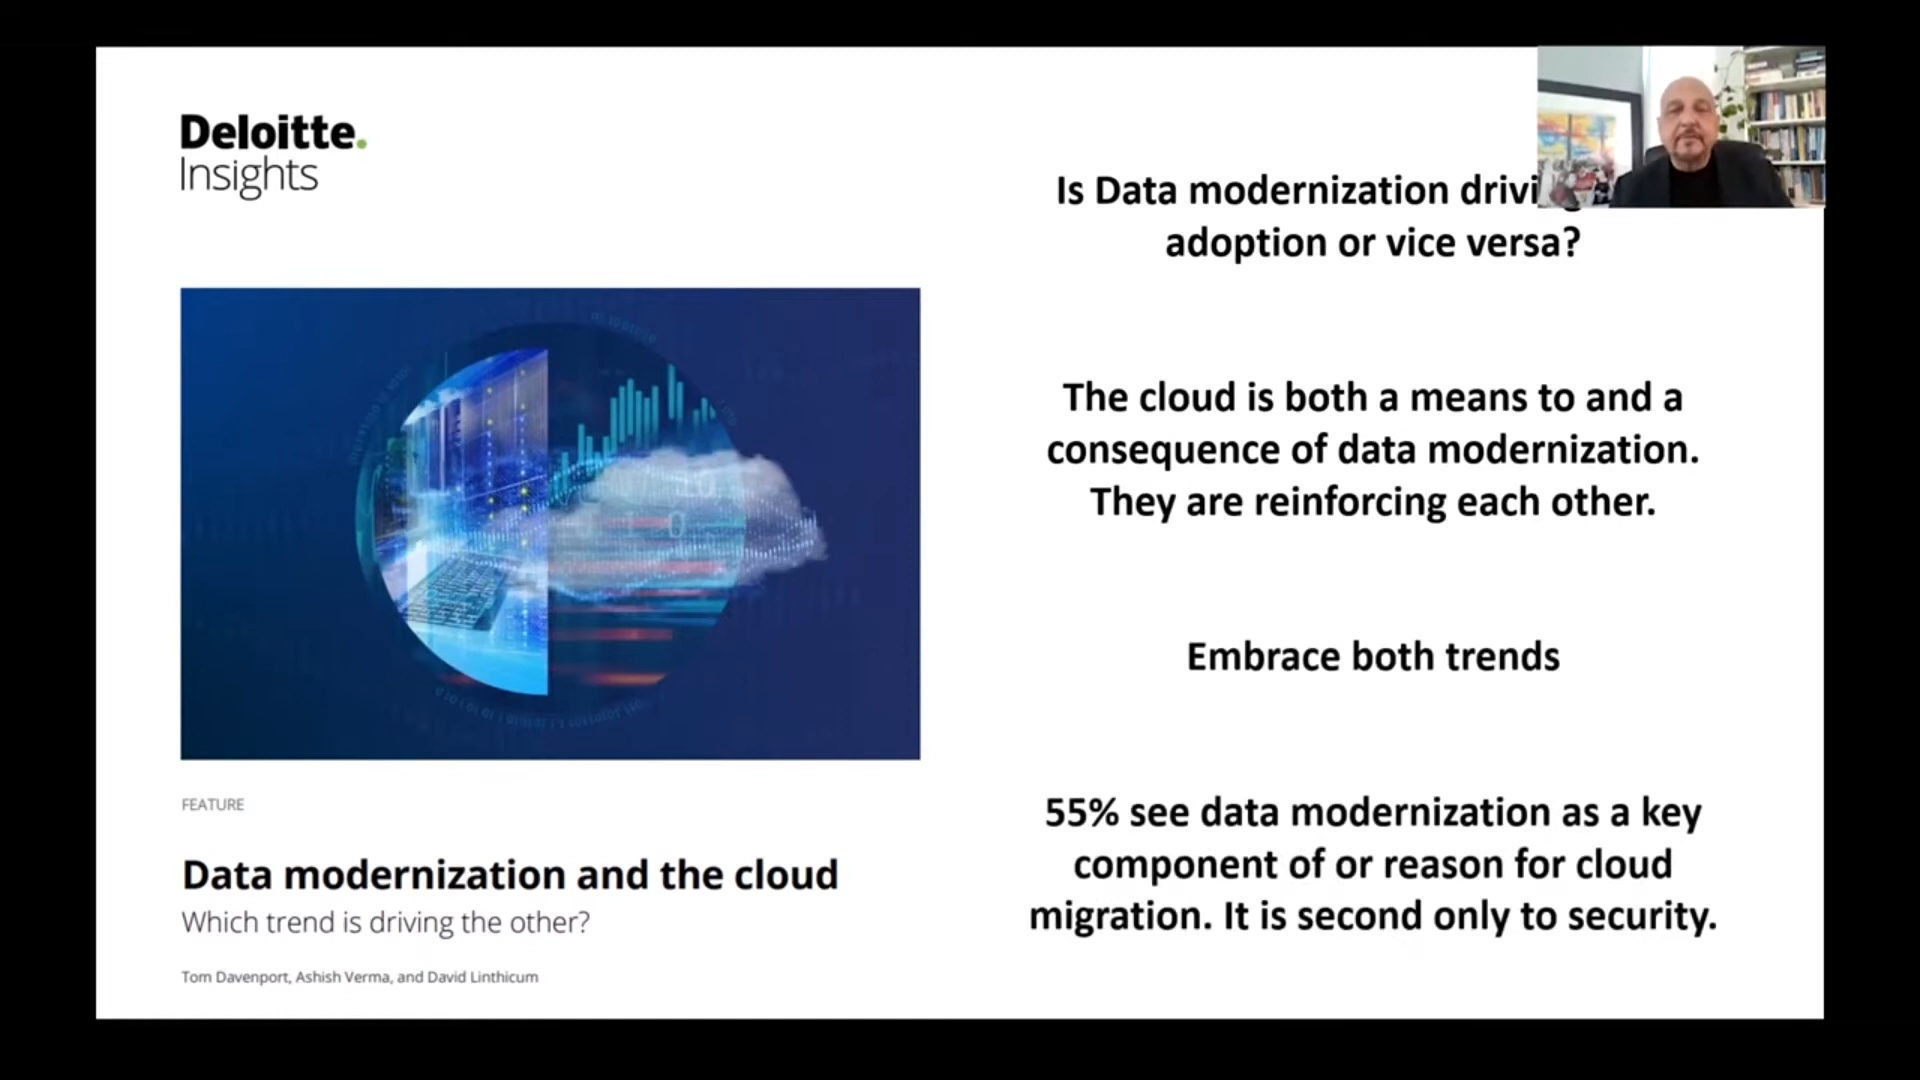 Deloitte.
Insights
Is Data modernization
adoption or vice versa?
The cloud is both a means to and a
consequence of data modernization.
They are reinforcing each other.
Embrace both trends
55% see data modernization as a key
component of or reason for cloud
migration. It is second only to security.
FEATURE
Data modernization and the cloud
Which trend is driving the other?
Tom Davenport, Ashish Verma, and David Linthicum